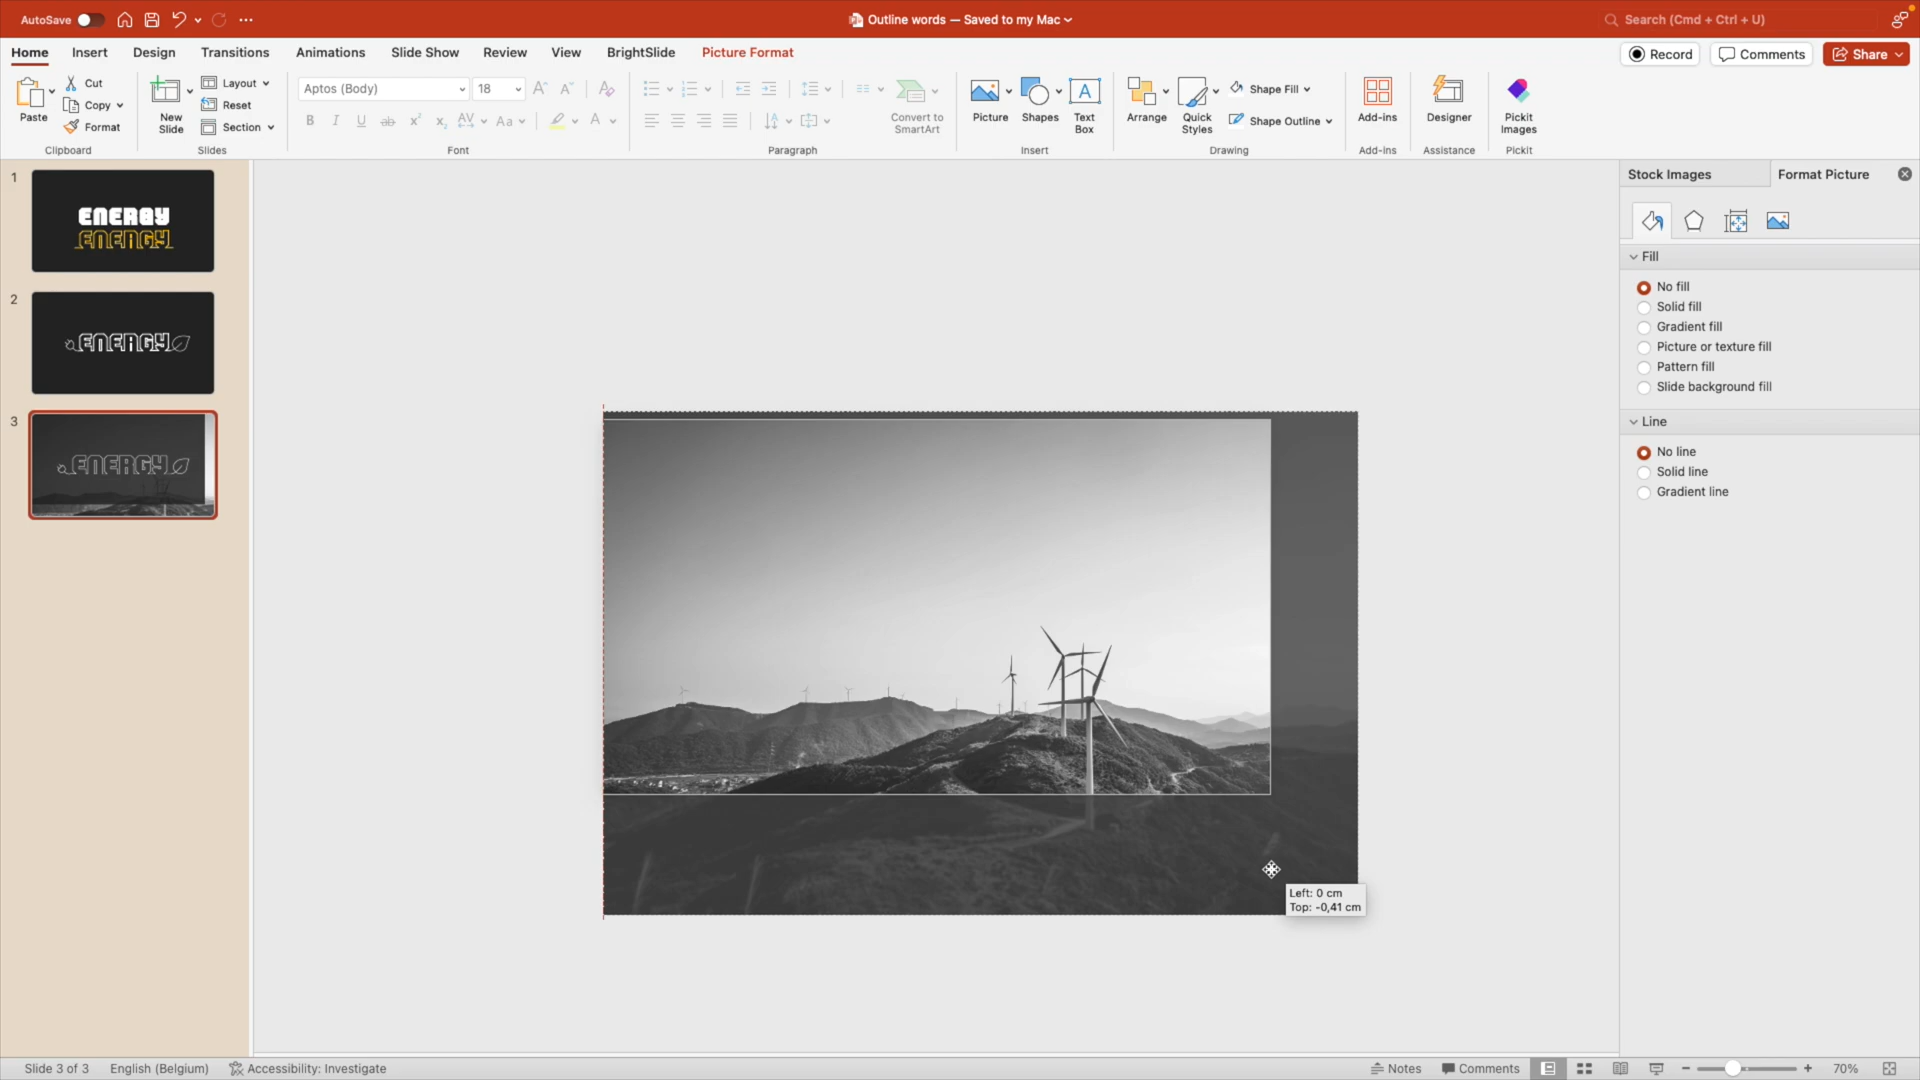 AutoSave
Outline words — Saved to my Mac
Search (Cmd + Ctrl + U)
Home Insert Design Transitions Animations Slide Show Review View BrightSlide Picture Format
Record Comments Share
Paste
Cut
Copy
Format
Clipboard
New Slide
Layout
Reset
Section
Slides
Aptos (Body) 18
Font
Convert to SmartArt
Paragraph
Picture
Shapes
Text Box
Insert
Arrange
Quick Styles
Shape Fill
Shape Outline
Drawing
Add-ins
Add-ins
Designer
Assistance
Pickit Images
Pickit
1
ENERGY
ENERGY
2
ENERGY
3
ENERGY
Left: 0 cm
Top: -0,41 cm
Stock Images
Format Picture
Fill
No fill
Solid fill
Gradient fill
Picture or texture fill
Pattern fill
Slide background fill
Line
No line
Solid line
Gradient line
Slide 3 of 3 English (Belgium) Accessibility: Investigate
Notes Comments 70%